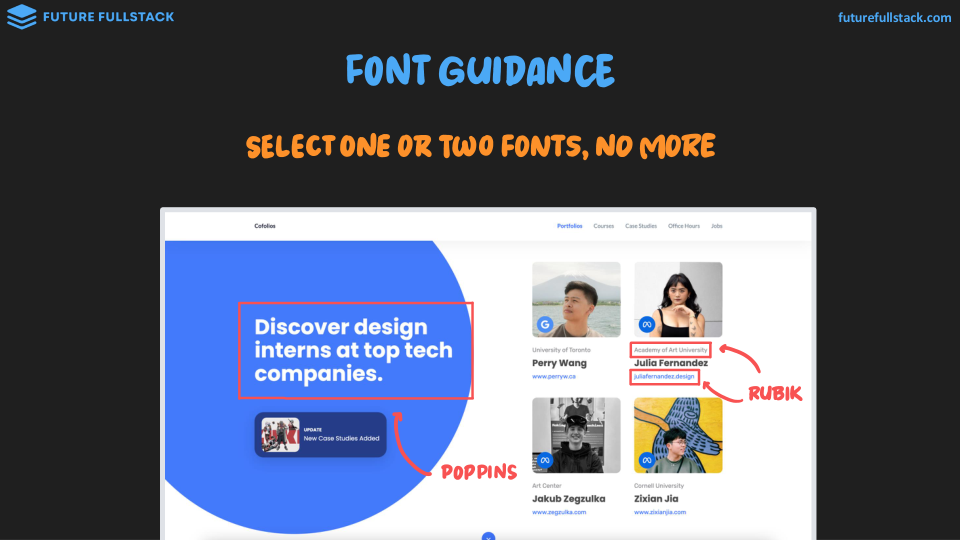 FUTURE FULLSTACK
futurefullstack.com
FONT GUIDANCE
SELECT ONE OR TWO FONTS, NO MORE
Cofolios
Portfolios Courses Case Studies Office Hours Jobs
Discover design
interns at top tech
companies.
UPDATE
New Case Studies Added
POPPINS
University of Toronto
Perry Wang
www.perryw.ca
Academy of Art University
Julia Fernandez
juliafernandez.design
RUBIK
Art Center
Jakub Zegzulka
www.zegzulka.com
Cornell University
Zixian Jia
www.zixianjia.com